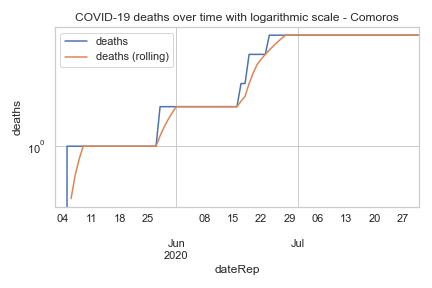 COVID-19 deaths over time with logarithmic scale - Comoros
deaths
deaths (rolling)
deaths
10^0
04 11 18 25 08 15 22 29 06 13 20 27
Jun Jul
2020
dateRep